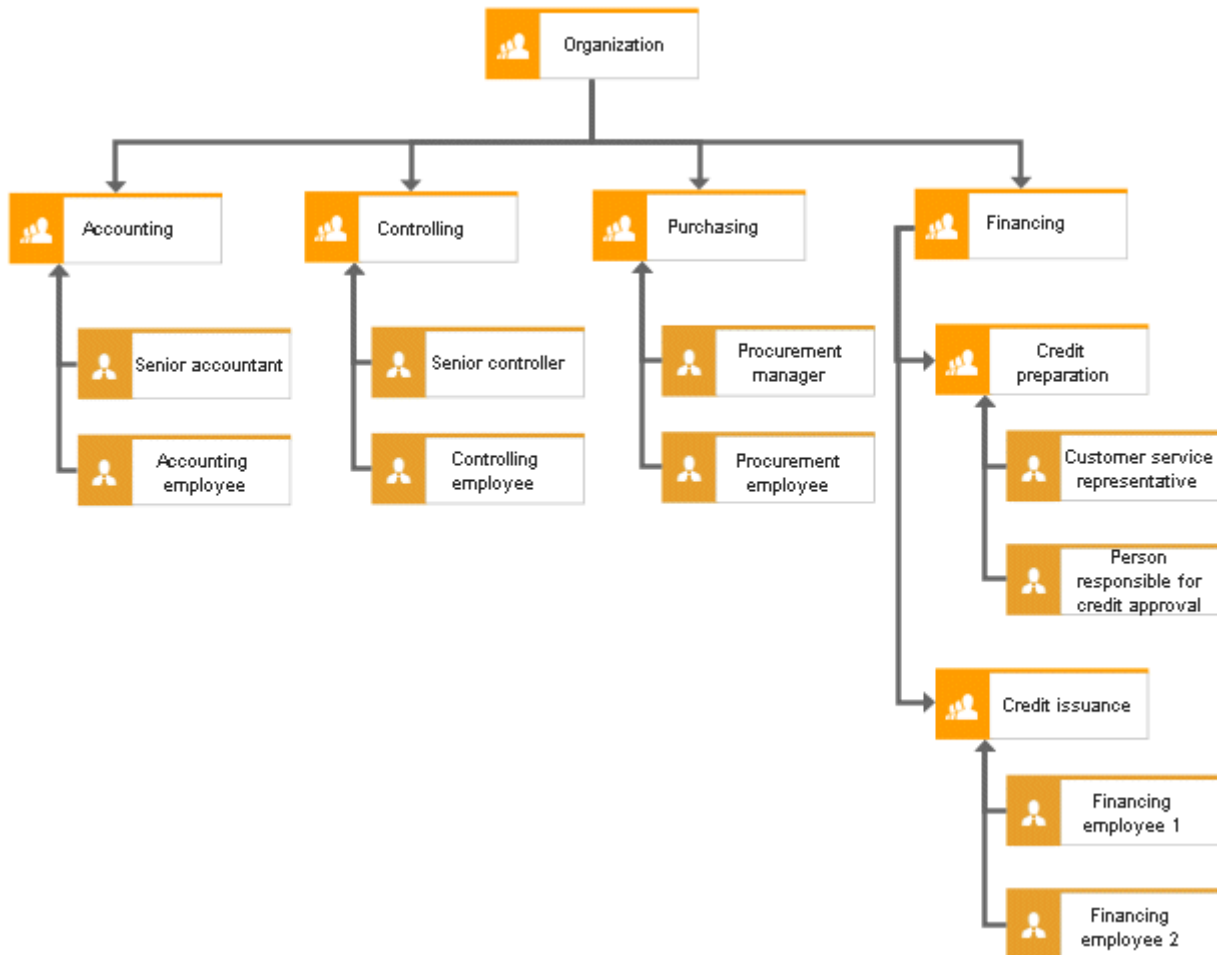 Organization
Accounting
Controlling
Purchasing
Financing
Senior accountant
Senior controller
Procurement
manager
Credit
preparation
Accounting
employee
Controlling
employee
Procurement
employee
Customer service
representative
Person
responsible for
credit approval
Credit issuance
Financing
employee 1
Financing
employee 2